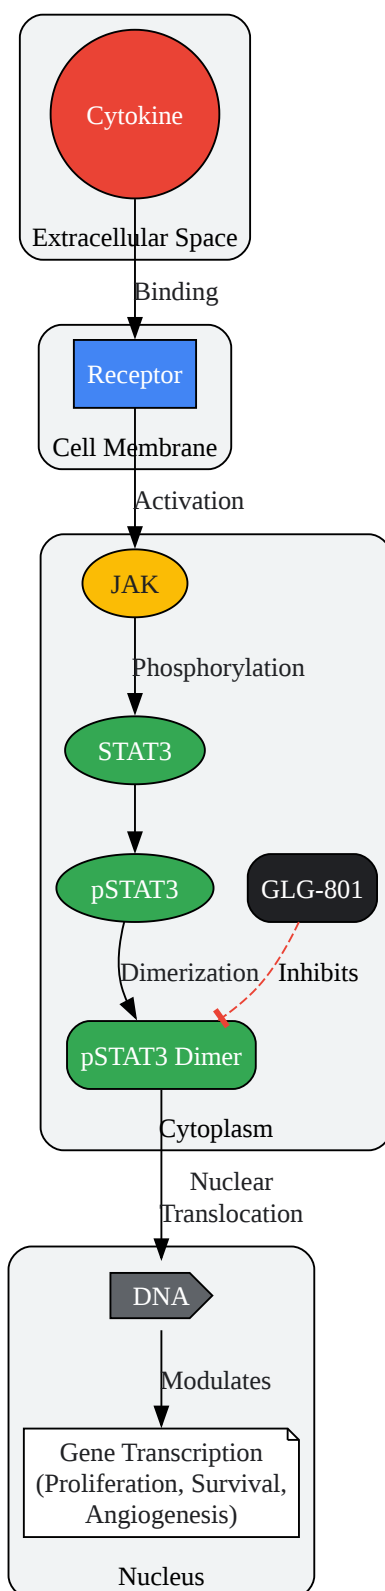 Cytokine
Extracellular Space
Binding
Receptor
Cell Membrane
Activation
JAK
Phosphorylation
STAT3
pSTAT3
GLG-801
Dimerization
Inhibits
pSTAT3 Dimer
Cytoplasm
Nuclear
Translocation
DNA
Modulates
Gene Transcription
(Proliferation, Survival,
Angiogenesis)
Nucleus